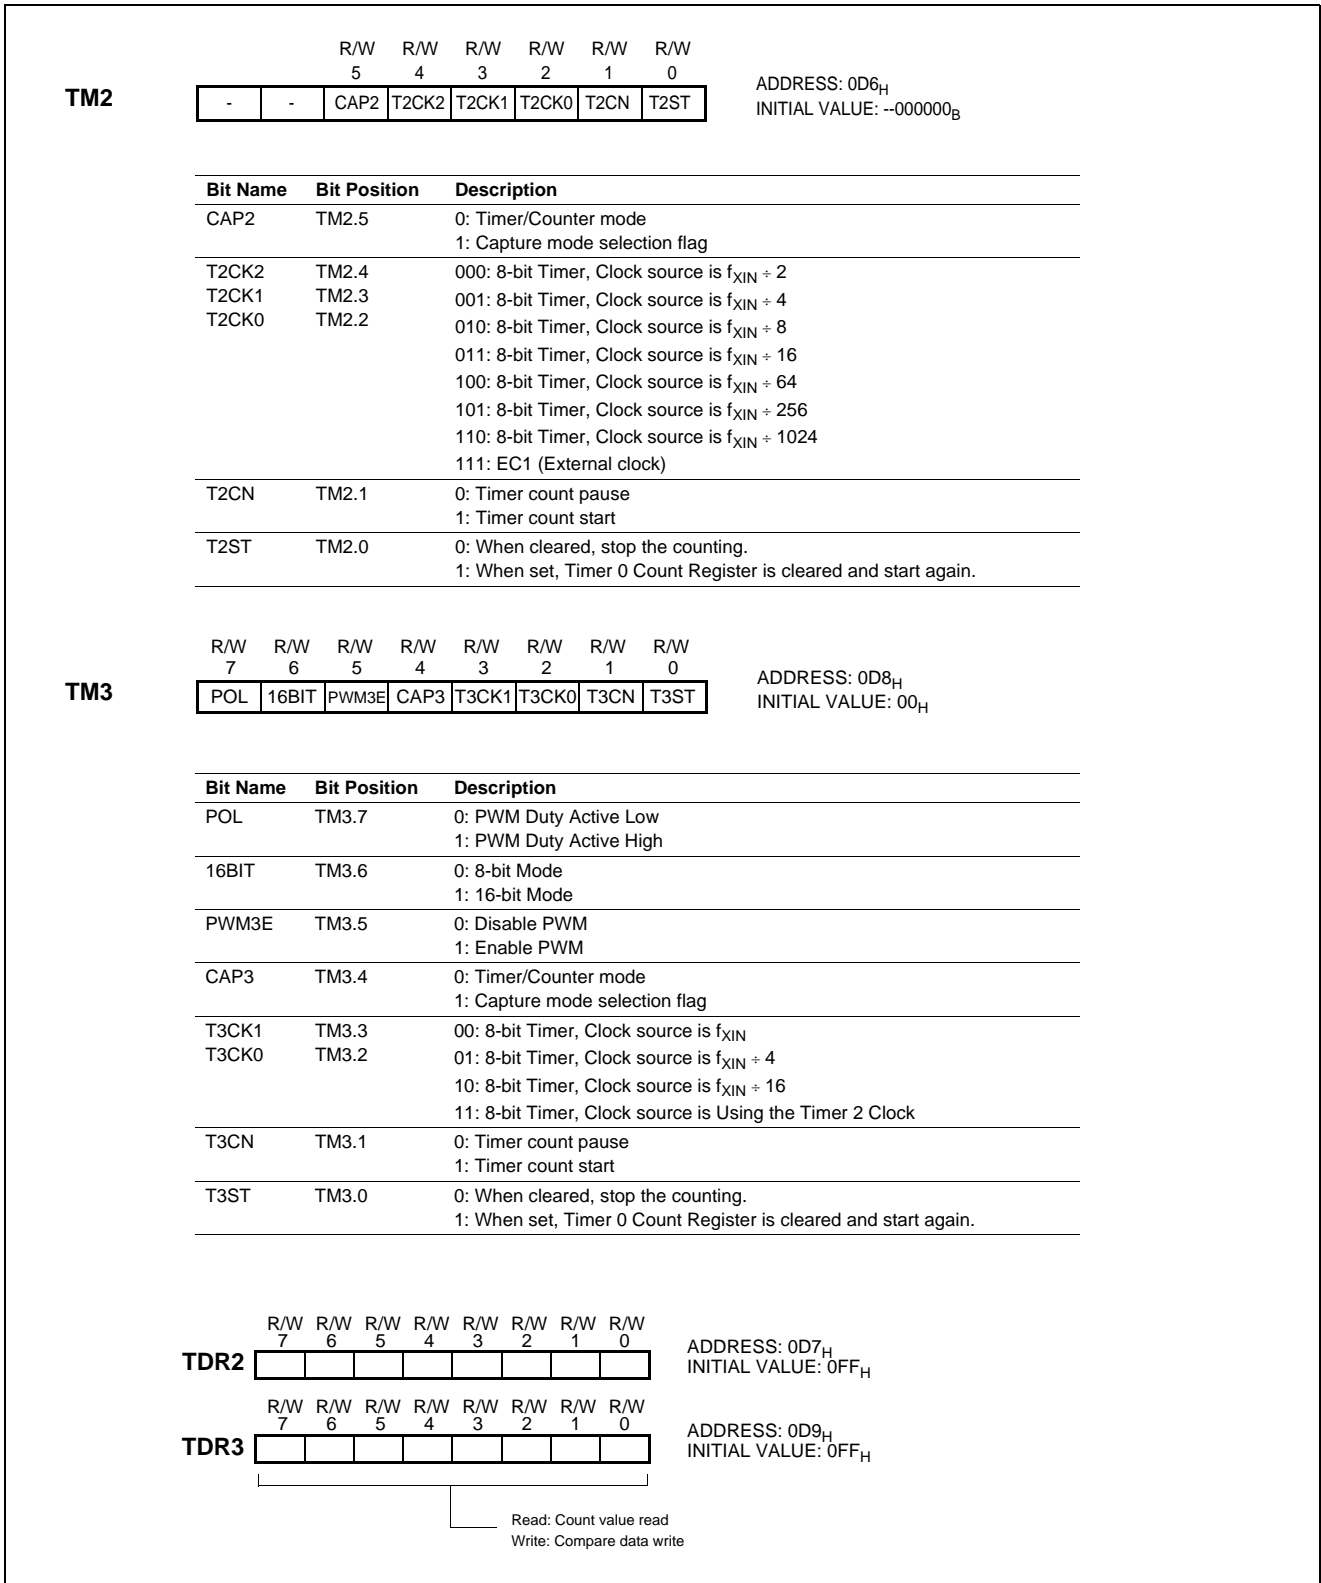 R/W R/W R/W R/W R/W R/W
5 4 3 2 1 0
TM2 - - CAP2 T2CK2 T2CK1 T2CK0 T2CN T2ST
ADDRESS: 0D6H
INITIAL VALUE: --000000B
Bit Name Bit Position Description
CAP2 TM2.5 0: Timer/Counter mode
1: Capture mode selection flag
T2CK2 TM2.4 000: 8-bit Timer, Clock source is fXIN ÷ 2
T2CK1 TM2.3 001: 8-bit Timer, Clock source is fXIN ÷ 4
T2CK0 TM2.2 010: 8-bit Timer, Clock source is fXIN ÷ 8
011: 8-bit Timer, Clock source is fXIN ÷ 16
100: 8-bit Timer, Clock source is fXIN ÷ 64
101: 8-bit Timer, Clock source is fXIN ÷ 256
110: 8-bit Timer, Clock source is fXIN ÷ 1024
111: EC1 (External clock)
T2CN TM2.1 0: Timer count pause
1: Timer count start
T2ST TM2.0 0: When cleared, stop the counting.
1: When set, Timer 0 Count Register is cleared and start again.
R/W R/W R/W R/W R/W R/W R/W R/W
7 6 5 4 3 2 1 0
TM3 POL 16BIT PWM3E CAP3 T3CK1 T3CK0 T3CN T3ST
ADDRESS: 0D8H
INITIAL VALUE: 00H
Bit Name Bit Position Description
POL TM3.7 0: PWM Duty Active Low
1: PWM Duty Active High
16BIT TM3.6 0: 8-bit Mode
1: 16-bit Mode
PWM3E TM3.5 0: Disable PWM
1: Enable PWM
CAP3 TM3.4 0: Timer/Counter mode
1: Capture mode selection flag
T3CK1 TM3.3 00: 8-bit Timer, Clock source is fXIN
T3CK0 TM3.2 01: 8-bit Timer, Clock source is fXIN ÷ 4
10: 8-bit Timer, Clock source is fXIN ÷ 16
11: 8-bit Timer, Clock source is Using the Timer 2 Clock
T3CN TM3.1 0: Timer count pause
1: Timer count start
T3ST TM3.0 0: When cleared, stop the counting.
1: When set, Timer 0 Count Register is cleared and start again.
R/W R/W R/W R/W R/W R/W R/W R/W
7 6 5 4 3 2 1 0
TDR2
ADDRESS: 0D7H
INITIAL VALUE: 0FFH
R/W R/W R/W R/W R/W R/W R/W R/W
7 6 5 4 3 2 1 0
TDR3
ADDRESS: 0D9H
INITIAL VALUE: 0FFH
Read: Count value read
Write: Compare data write